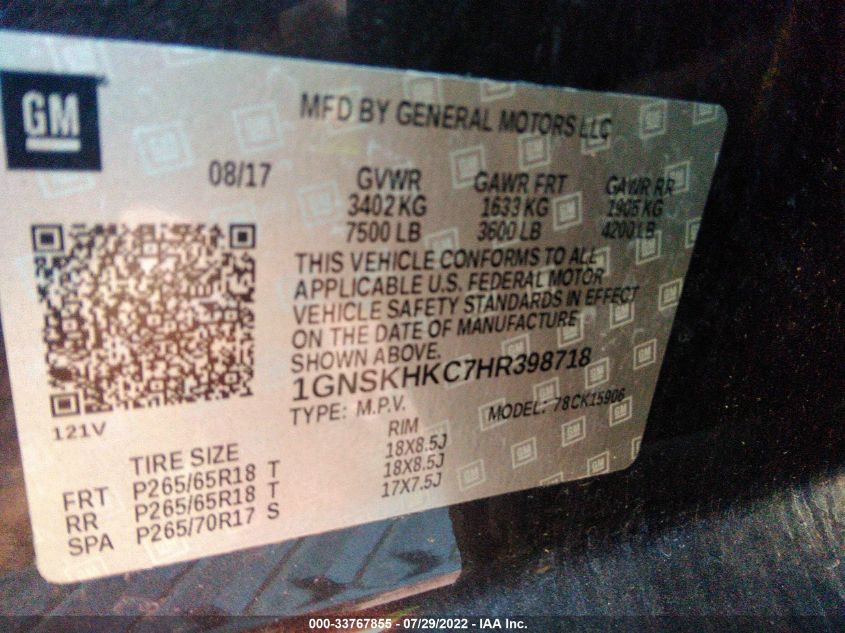 GM
MFD BY GENERAL MOTORS LLC
08/17
GVWR GAWR FRT GAWR RR
3402 KG 1633 KG 1905 KG
7500 LB 3600 LB 4200 LB
THIS VEHICLE CONFORMS TO ALL
APPLICABLE U.S. FEDERAL MOTOR
VEHICLE SAFETY STANDARDS IN EFFECT
ON THE DATE OF MANUFACTURE
SHOWN ABOVE.
1GNSKHKC7HR398718
TYPE: M.P.V. MODEL: 78CK15906
121V
TIRE SIZE RIM
FRT P265/65R18 T 18X8.5J
RR P265/65R18 T 18X8.5J
SPA P265/70R17 S 17X7.5J
000-33767855 - 07/29/2022 - IAA Inc.